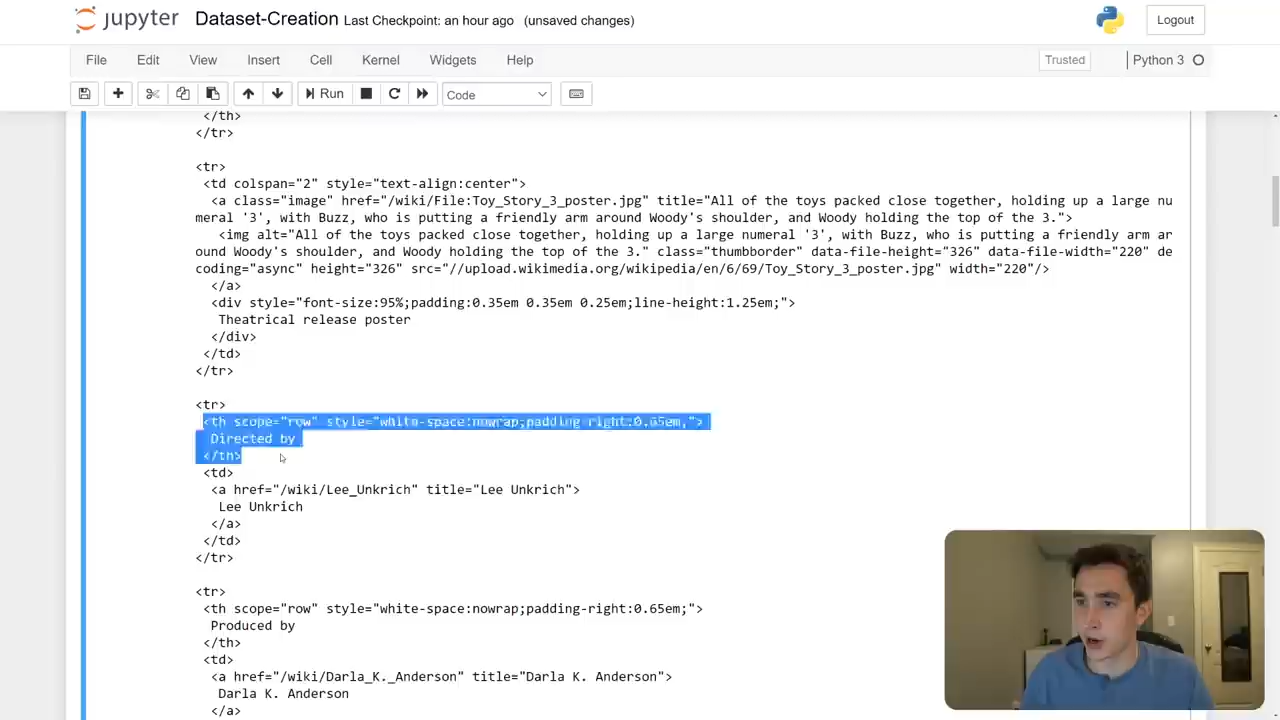 jupyter Dataset-Creation Last Checkpoint: an hour ago (unsaved changes) Logout
File Edit View Insert Cell Kernel Widgets Help Trusted Python 3
Run Code
</th>
</tr>
<tr>
<td colspan="2" style="text-align:center">
<a class="image" href="/wiki/File:Toy_Story_3_poster.jpg" title="All of the toys packed close together, holding up a large nu
meral '3', with Buzz, who is putting a friendly arm around Woody's shoulder, and Woody holding the top of the 3.">
<img alt="All of the toys packed close together, holding up a large numeral '3', with Buzz, who is putting a friendly arm ar
ound Woody's shoulder, and Woody holding the top of the 3." class="thumbborder" data-file-height="326" data-file-width="220" de
coding="async" height="326" src="//upload.wikimedia.org/wikipedia/en/6/69/Toy_Story_3_poster.jpg" width="220"/>
</a>
<div style="font-size:95%;padding:0.35em 0.35em 0.25em;line-height:1.25em;">
Theatrical release poster
</div>
</td>
</tr>
<tr>
<th scope="row" style="white-space:nowrap;padding-right:0.65em;">
Directed by
</th>
<td>
<a href="/wiki/Lee_Unkrich" title="Lee Unkrich">
Lee Unkrich
</a>
</td>
</tr>
<tr>
<th scope="row" style="white-space:nowrap;padding-right:0.65em;">
Produced by
</th>
<td>
<a href="/wiki/Darla_K._Anderson" title="Darla K. Anderson">
Darla K. Anderson
</a>